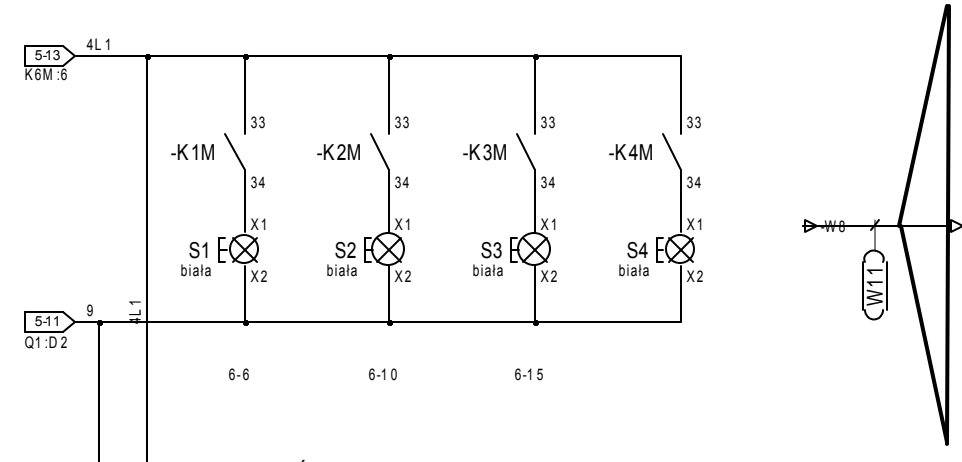 5-13
4L1
K6M:6
33 33 33 33
-K1M -K2M -K3M -K4M
34 34 34 34
X1 X1 X1 X1
S1 S2 S3 S4
biała biała biała biała
X2 X2 X2 X2
-W8
W11
4L1
9
5-11
Q1:D2
6-6 6-10 6-15